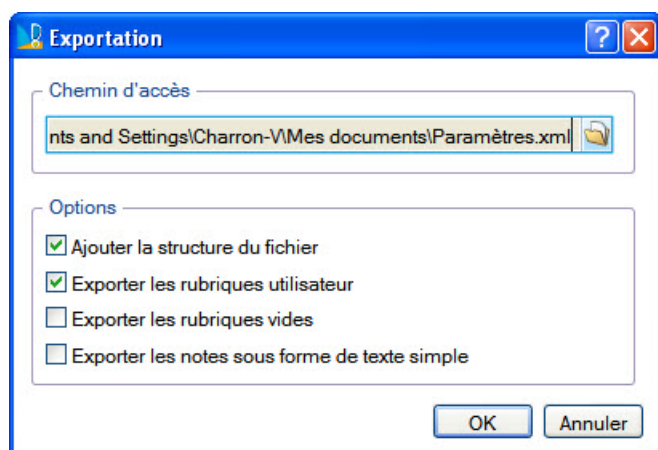 Exportation
Chemin d'accès
nts and Settings\Charron-V\Mes documents\Paramètres.xml
Options
Ajouter la structure du fichier
Exporter les rubriques utilisateur
Exporter les rubriques vides
Exporter les notes sous forme de texte simple
OK Annuler